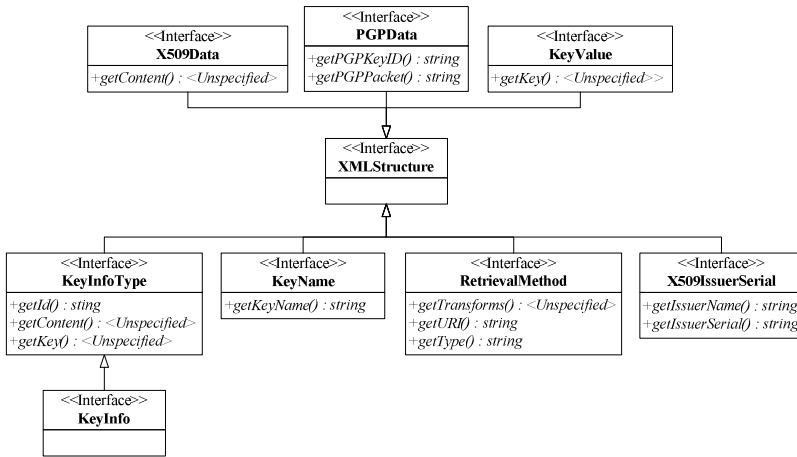 <<Interface>>
X509Data
+getContent() : <Unspecified>
<<Interface>>
PGPData
+getPGPKeyID() : string
+getPGPPacket() : string
<<Interface>>
KeyValue
+getKey() : <Unspecified>>
<<Interface>>
XMLStructure
<<Interface>>
KeyInfoType
+getId() : sting
+getContent() : <Unspecified>
+getKey() : <Unspecified>
<<Interface>>
KeyName
+getKeyName() : string
<<Interface>>
RetrievalMethod
+getTransforms() : <Unspecified>
+getURI() : string
+getType() : string
<<Interface>>
X509IssuerSerial
+getIssuerName() : string
+getIssuerSerial() : string
<<Interface>>
KeyInfo